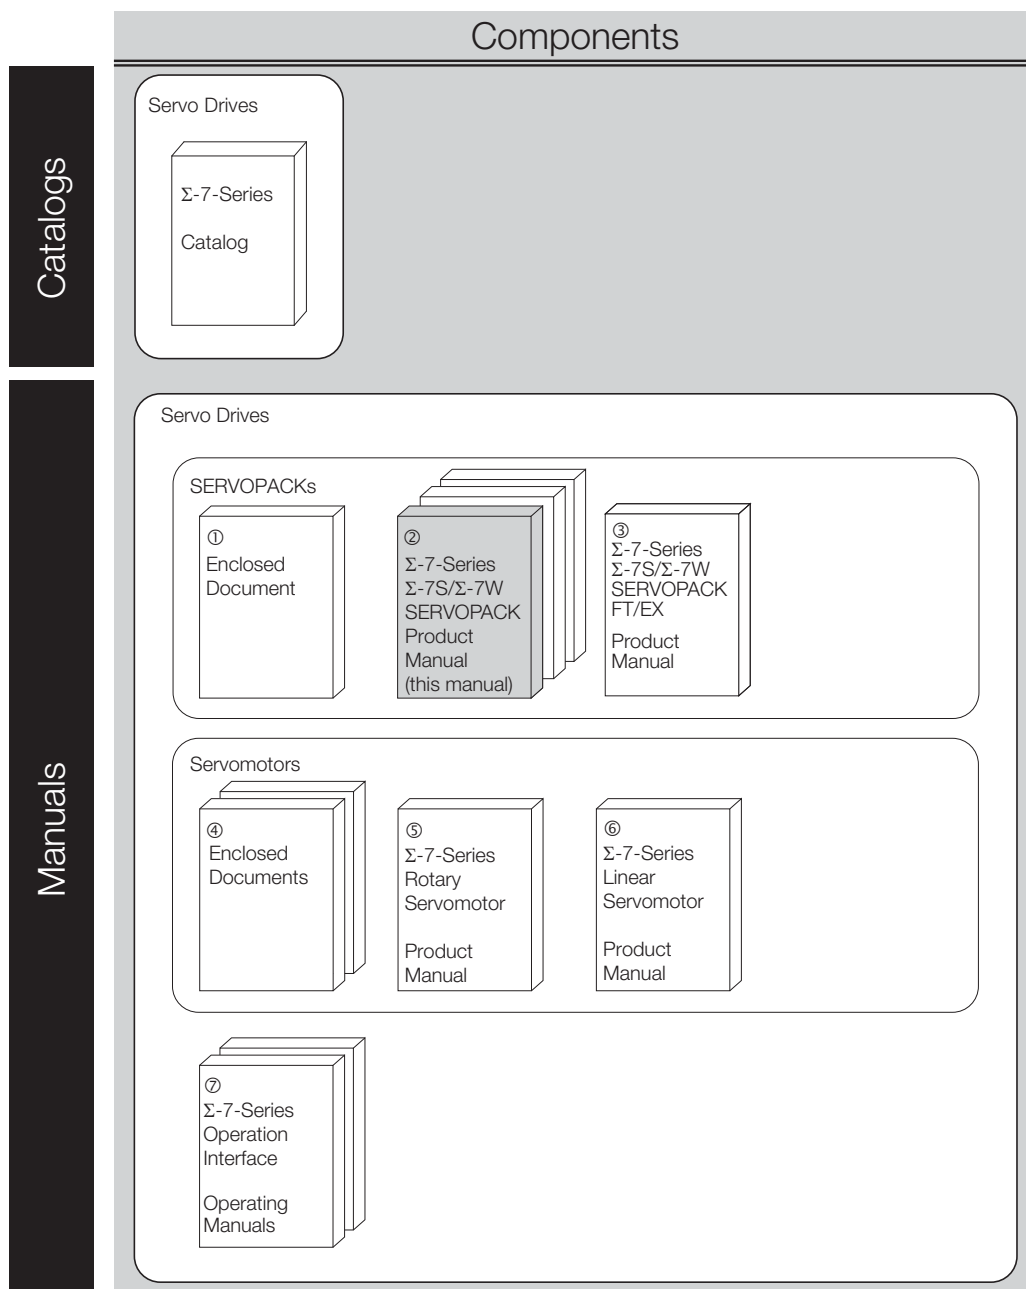 Components
Catalogs
Servo Drives
Σ-7-Series
Catalog
Manuals
Servo Drives
SERVOPACKs
①
Enclosed
Document
②
Σ-7-Series
Σ-7S/Σ-7W
SERVOPACK
Product
Manual
(this manual)
③
Σ-7-Series
Σ-7S/Σ-7W
SERVOPACK
FT/EX
Product
Manual
Servomotors
④
Enclosed
Documents
⑤
Σ-7-Series
Rotary
Servomotor
Product
Manual
⑥
Σ-7-Series
Linear
Servomotor
Product
Manual
⑦
Σ-7-Series
Operation
Interface
Operating
Manuals